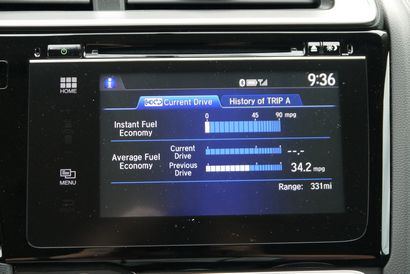 9:36
HOME
Current Drive History of TRIP A
Instant Fuel Economy
0 45 90 mpg
Average Fuel Economy
Current Drive
--.-
Previous Drive
34.2 mpg
Range: 331mi
MENU